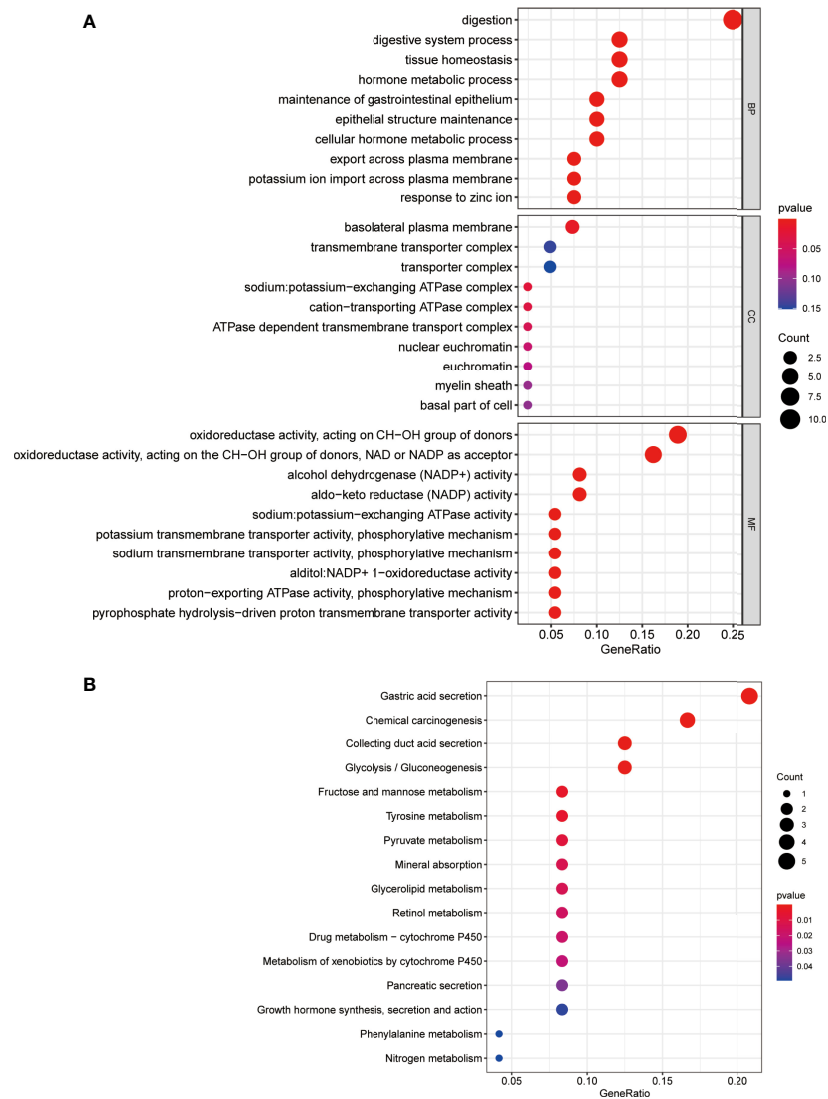 A
digestion
digestive system process
tissue homeostasis
hormone metabolic process
maintenance of gastrointestinal epithelium
epithelial structure maintenance
cellular hormone metabolic process
export across plasma membrane
potassium ion import across plasma membrane
response to zinc ion
BP
basolateral plasma membrane
transmembrane transporter complex
transporter complex
sodium:potassium−exchanging ATPase complex
cation−transporting ATPase complex
ATPase dependent transmembrane transport complex
nuclear euchromatin
euchromatin
myelin sheath
basal part of cell
CC
oxidoreductase activity, acting on CH−OH group of donors
oxidoreductase activity, acting on the CH−OH group of donors, NAD or NADP as acceptor
alcohol dehydrogenase (NADP+) activity
aldo−keto reductase (NADP) activity
sodium:potassium−exchanging ATPase activity
potassium transmembrane transporter activity, phosphorylative mechanism
sodium transmembrane transporter activity, phosphorylative mechanism
alditol:NADP+ 1−oxidoreductase activity
proton−exporting ATPase activity, phosphorylative mechanism
pyrophosphate hydrolysis−driven proton transmembrane transporter activity
MF
0.05 0.10 0.15 0.20 0.25
GeneRatio
pvalue
0.05
0.10
0.15
Count
2.5
5.0
7.5
10.0
B
Gastric acid secretion
Chemical carcinogenesis
Collecting duct acid secretion
Glycolysis / Gluconeogenesis
Fructose and mannose metabolism
Tyrosine metabolism
Pyruvate metabolism
Mineral absorption
Glycerolipid metabolism
Retinol metabolism
Drug metabolism − cytochrome P450
Metabolism of xenobiotics by cytochrome P450
Pancreatic secretion
Growth hormone synthesis, secretion and action
Phenylalanine metabolism
Nitrogen metabolism
0.05 0.10 0.15 0.20
GeneRatio
Count
1
2
3
4
5
pvalue
0.01
0.02
0.03
0.04